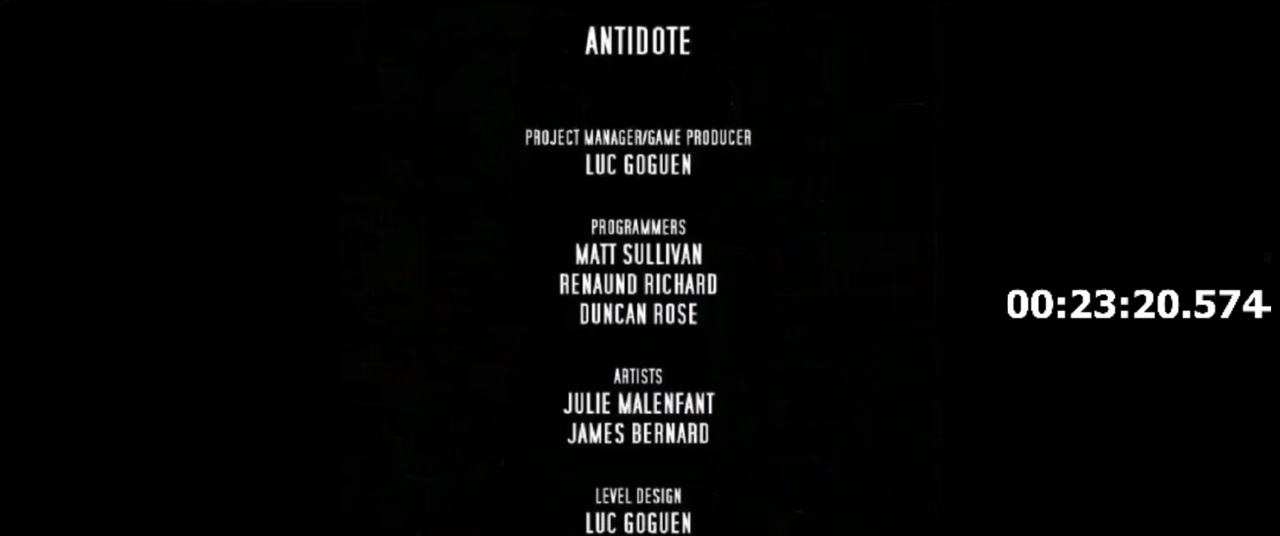 ANTIDOTE
PROJECT MANAGER/GAME PRODUCER
LUC GOGUEN
PROGRAMMERS
MATT SULLIVAN
RENAUND RICHARD
DUNCAN ROSE
00:23:20.574
ARTISTS
JULIE MALENFANT
JAMES BERNARD
LEVEL DESIGN
LUC GOGUEN